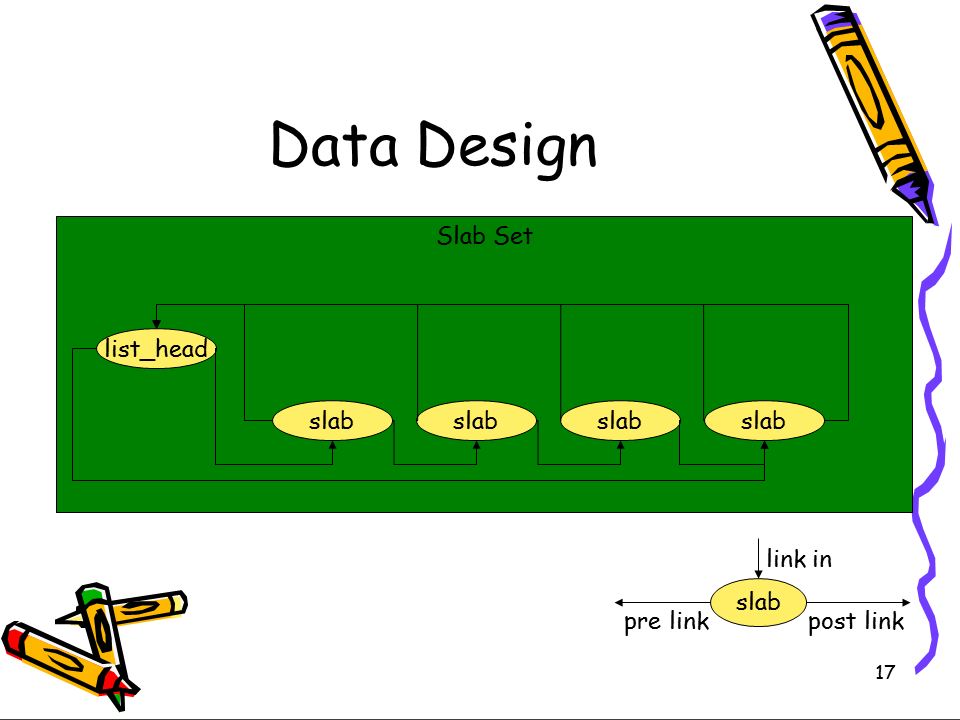 Data Design
Slab Set
list_head
slab
slab
slab
slab
link in
slab
pre link
post link
17